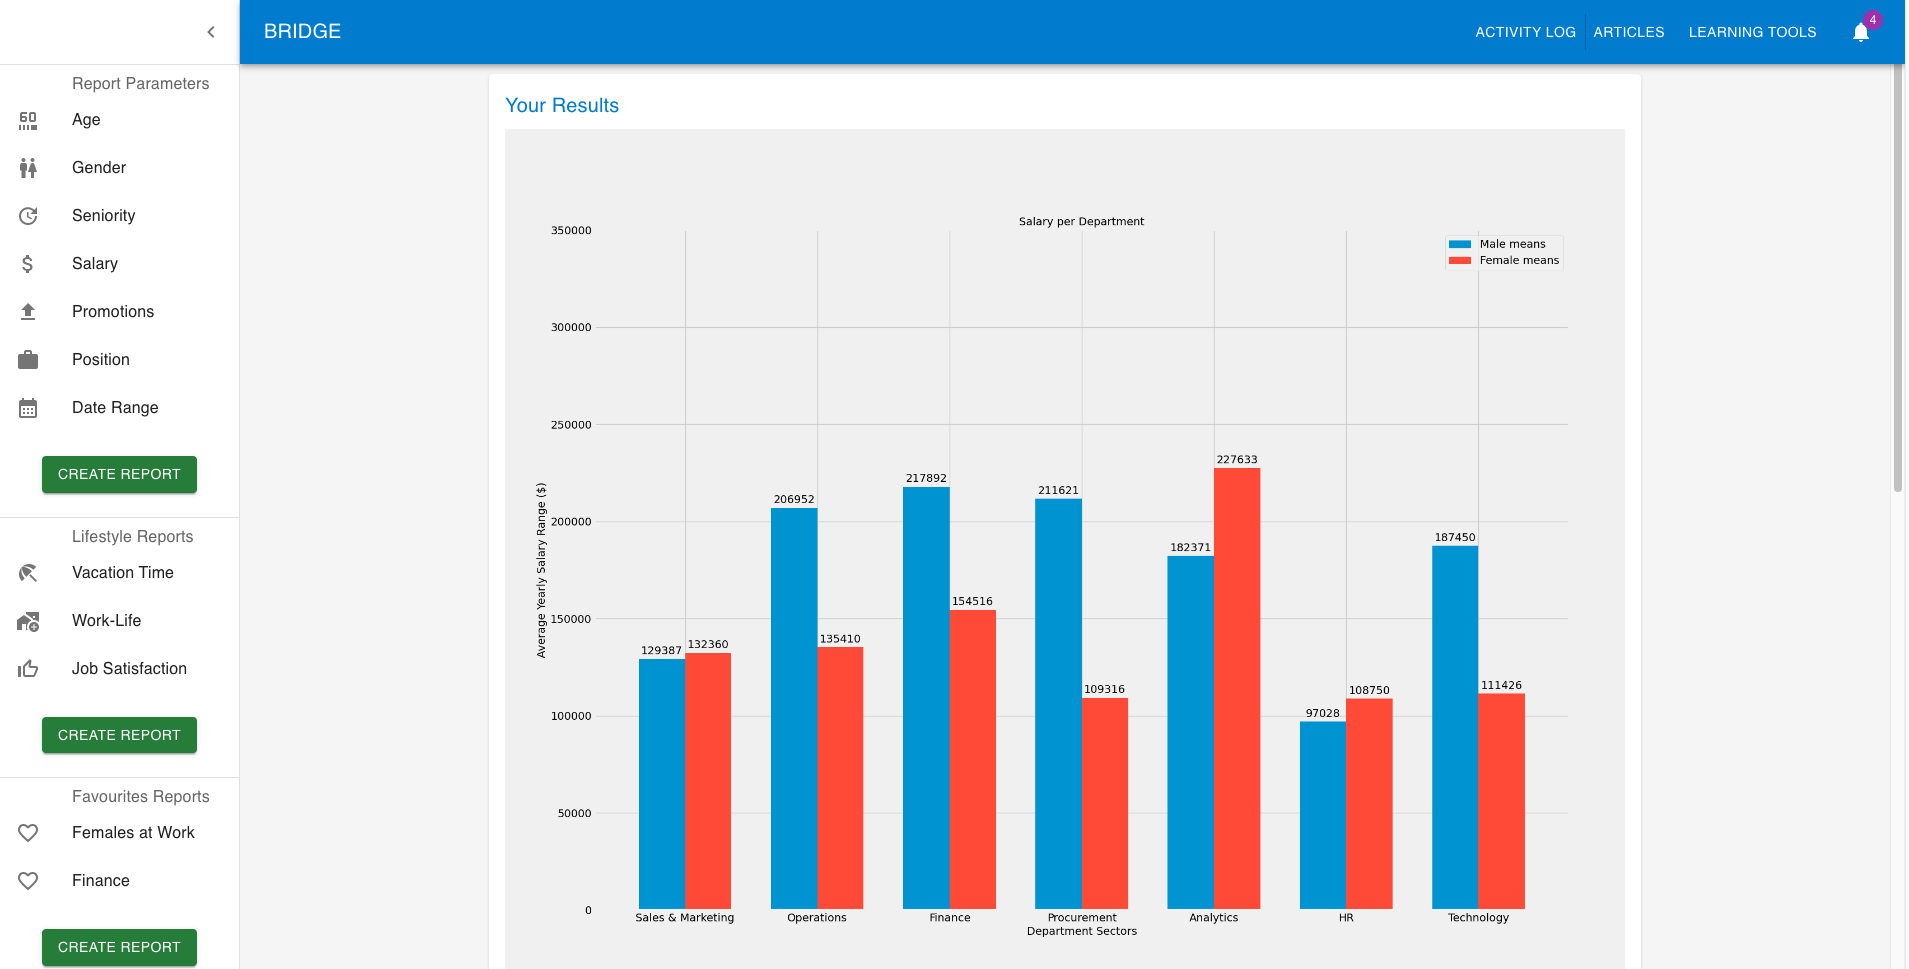 BRIDGE
ACTIVITY LOG
ARTICLES
LEARNING TOOLS
4
Report Parameters
60
Age
Gender
Seniority
$
Salary
Promotions
Position
Date Range
CREATE REPORT
Lifestyle Reports
Vacation Time
Work-Life
Job Satisfaction
CREATE REPORT
Favourites Reports
Females at Work
Finance
CREATE REPORT
Your Results
Salary per Department
Male means
Female means
Average Yearly Salary Range ($)
350000
300000
250000
200000
150000
100000
50000
0
129387 132360
206952 135410
217892 154516
211621 109316
182371 227633
97028 108750
187450 111426
Sales & Marketing Operations Finance Procurement Analytics HR Technology
Department Sectors